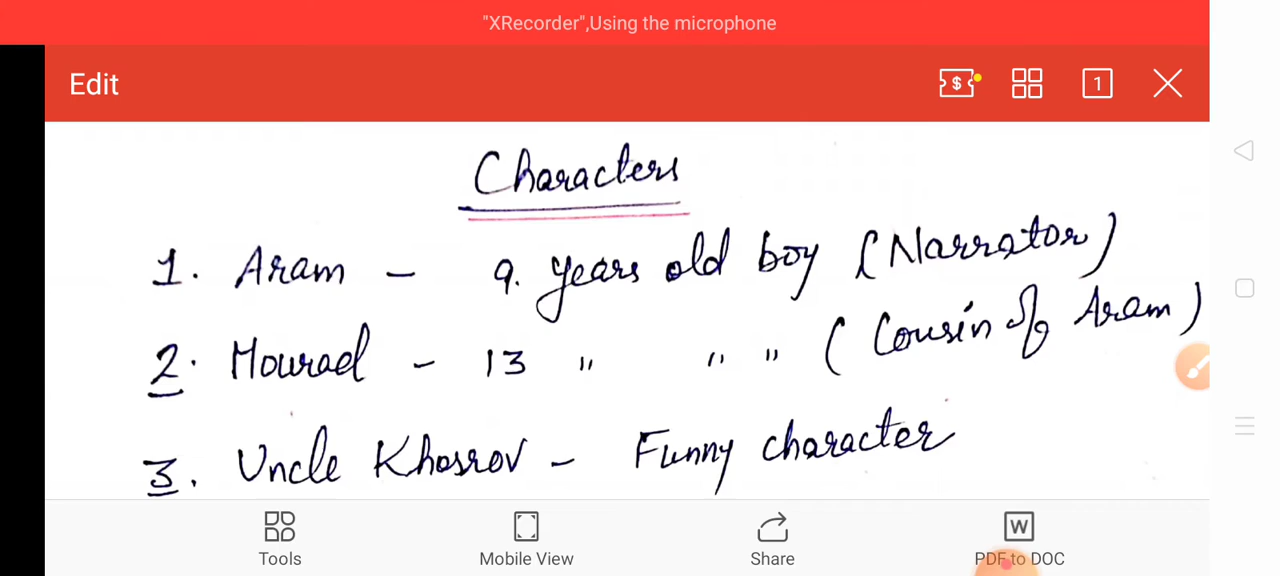 "XRecorder",Using the microphone
Edit
$
1
Characters
1. Aram - 9. years old boy (Narrator)
2. Mourad - 13 " " " (Cousin of Aram)
3. Uncle Khosrov - Funny character
Tools
Mobile View
Share
W
PDF to DOC